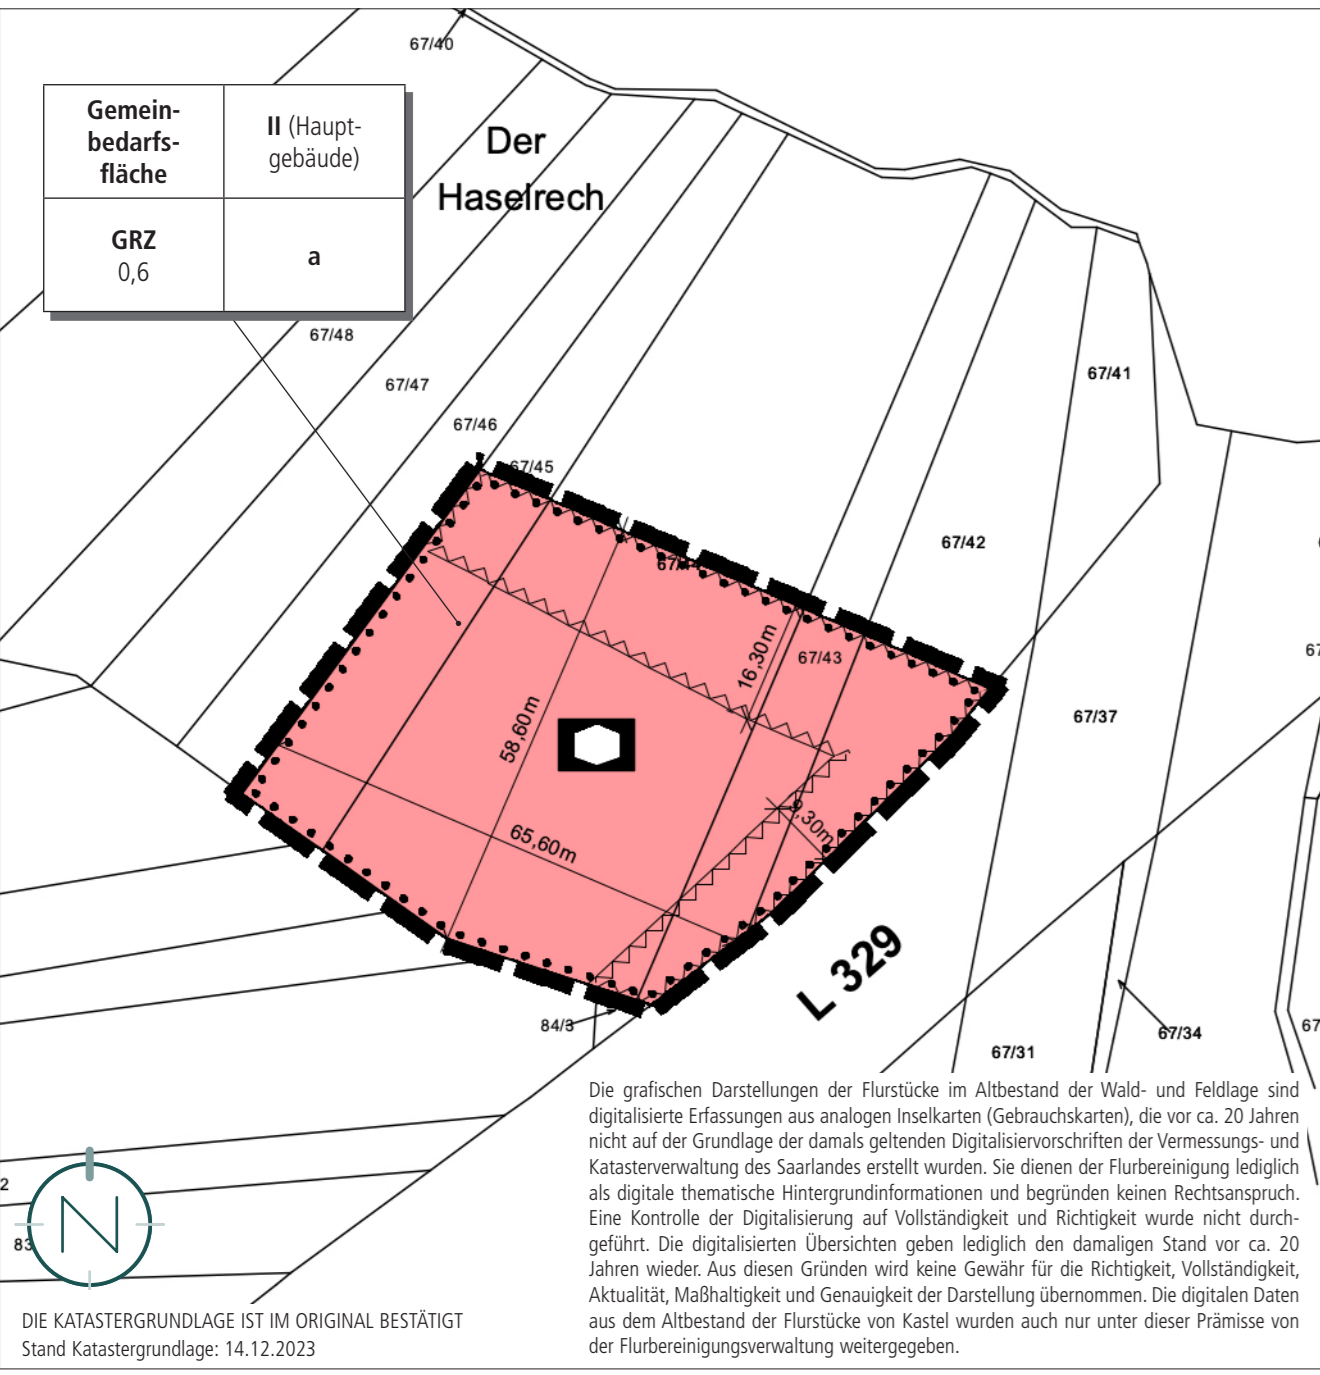 67/40
Gemein-
bedarfs-
fläche
II (Haupt-
gebäude)
GRZ
0,6
a
Der
Haselrech
67/48
67/47
67/46
67/45
67/41
67/42
67/43
67/37
16,30m
58,60m
65,60m
9,30m
L 329
84/3
67/31
67/34
67
67
2
83
N
Die grafischen Darstellungen der Flurstücke im Altbestand der Wald- und Feldlage sind
digitalisierte Erfassungen aus analogen Inselkarten (Gebrauchskarten), die vor ca. 20 Jahren
nicht auf der Grundlage der damals geltenden Digitalisiervorschriften der Vermessungs- und
Katasterverwaltung des Saarlandes erstellt wurden. Sie dienen der Flurbereinigung lediglich
als digitale thematische Hintergrundinformationen und begründen keinen Rechtsanspruch.
Eine Kontrolle der Digitalisierung auf Vollständigkeit und Richtigkeit wurde nicht durch-
geführt. Die digitalisierten Übersichten geben lediglich den damaligen Stand vor ca. 20
Jahren wieder. Aus diesen Gründen wird keine Gewähr für die Richtigkeit, Vollständigkeit,
Aktualität, Maßhaltigkeit und Genauigkeit der Darstellung übernommen. Die digitalen Daten
aus dem Altbestand der Flurstücke von Kastel wurden auch nur unter dieser Prämisse von
der Flurbereinigungsverwaltung weitergegeben.
DIE KATASTERGRUNDLAGE IST IM ORIGINAL BESTÄTIGT
Stand Katastergrundlage: 14.12.2023